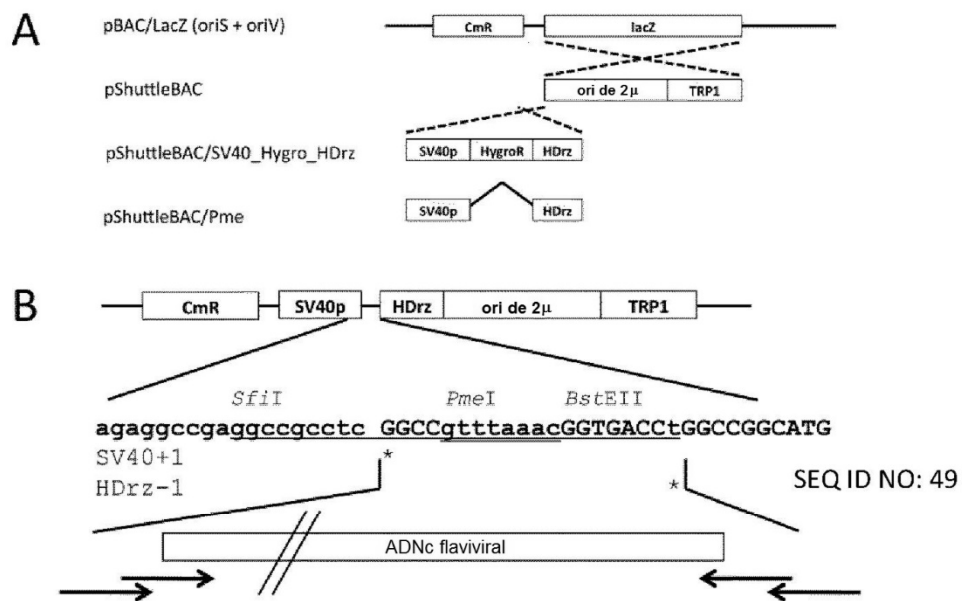 A
pBAC/LacZ (oriS + oriV)
CmR lacZ
pShuttleBAC
ori de 2µ TRP1
pShuttleBAC/SV40_Hygro_HDrz
SV40p HygroR HDrz
pShuttleBAC/Pme
SV40p HDrz
B
CmR SV40p HDrz ori de 2µ TRP1
SfiI PmeI BstEII
agaggccgaggccgcctc GGCCgtttaaacGGTGACCtGGCCGGCATG
SV40+1 *
HDrz-1 *
SEQ ID NO: 49
ADNc flaviviral